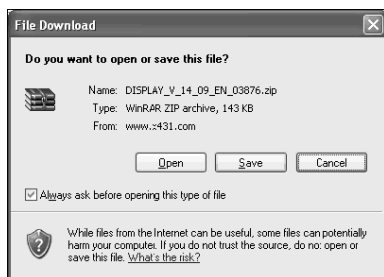 File Download
Do you want to open or save this file?
Name: DISPLAY_V_14_09_EN_03876.zip
Type: WinRAR ZIP archive, 143 KB
From: www.x431.com
Open Save Cancel
Always ask before opening this type of file
While files from the Internet can be useful, some files can potentially
harm your computer. If you do not trust the source, do no: open or
save this file. What's the risk?